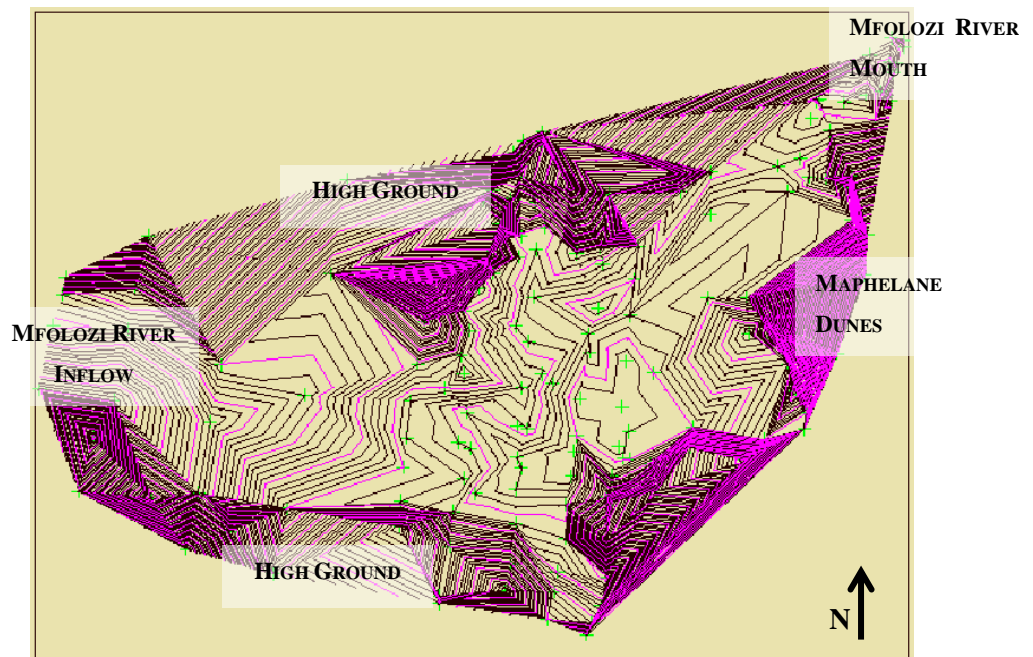 MFOLOZI RIVER
MOUTH
HIGH GROUND
MAPHELANE
DUNES
MFOLOZI RIVER
INFLOW
HIGH GROUND
N